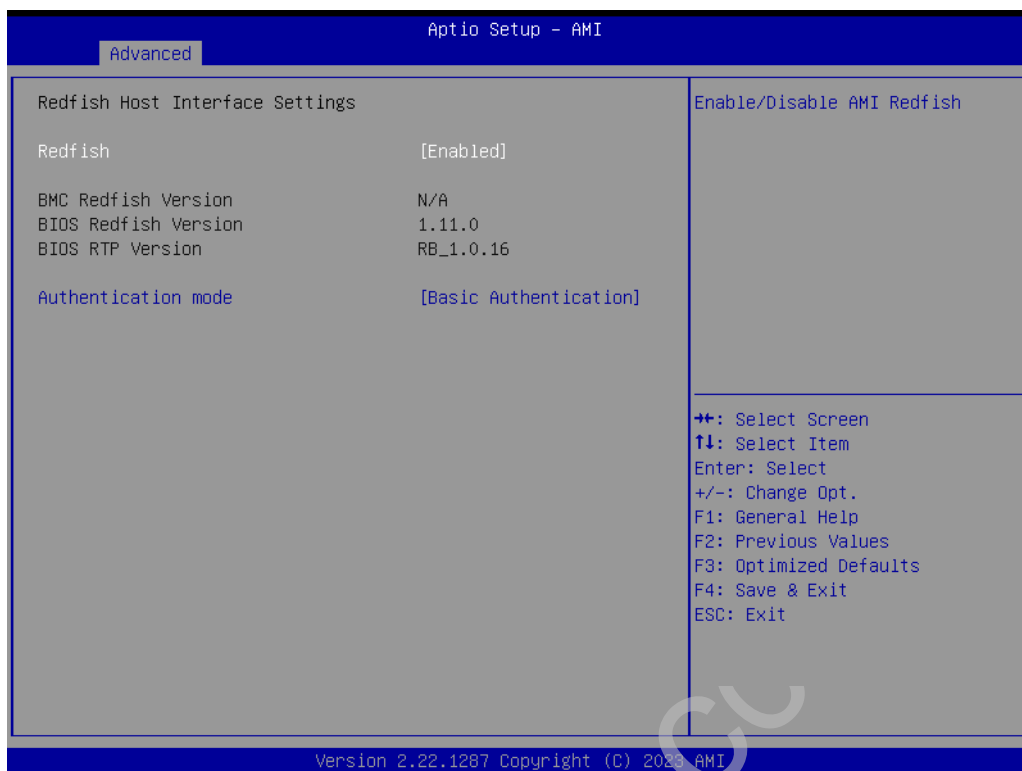 Aptio Setup – AMI
Advanced
Redfish Host Interface Settings
Redfish [Enabled]
BMC Redfish Version N/A
BIOS Redfish Version 1.11.0
BIOS RTP Version RB_1.0.16
Authentication mode [Basic Authentication]
Enable/Disable AMI Redfish
→←: Select Screen
↑↓: Select Item
Enter: Select
+/-: Change Opt.
F1: General Help
F2: Previous Values
F3: Optimized Defaults
F4: Save & Exit
ESC: Exit
Version 2.22.1287 Copyright (C) 2023 AMI